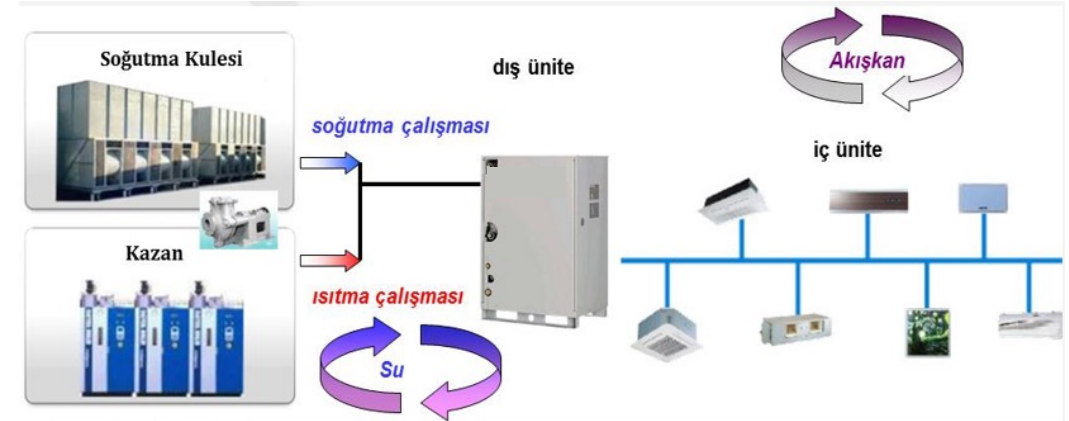 Soğutma Kulesi
dış ünite
Akışkan
soğutma çalışması
iç ünite
Kazan
ısıtma çalışması
Su